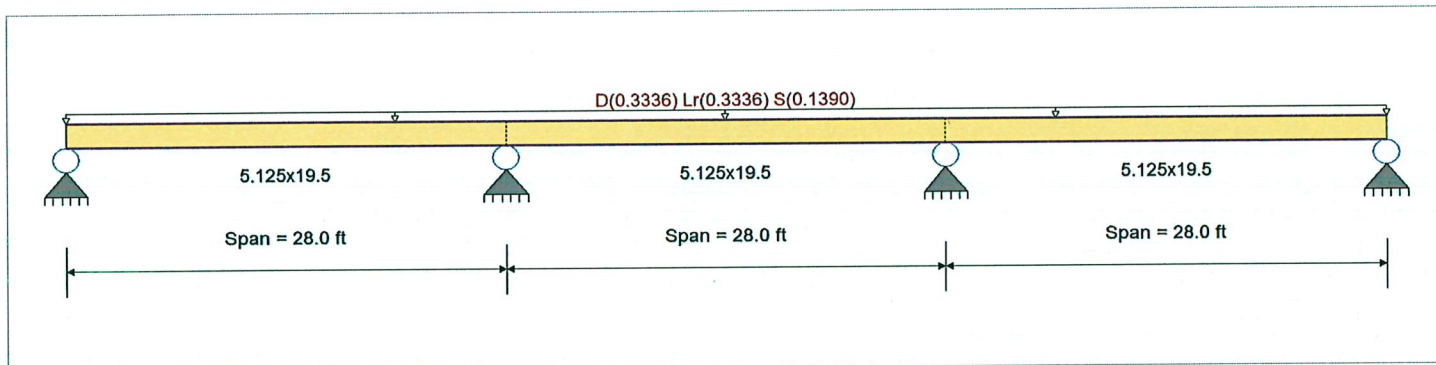 D(0.3336) Lr(0.3336) S(0.1390)
5.125x19.5
5.125x19.5
5.125x19.5
Span = 28.0 ft
Span = 28.0 ft
Span = 28.0 ft